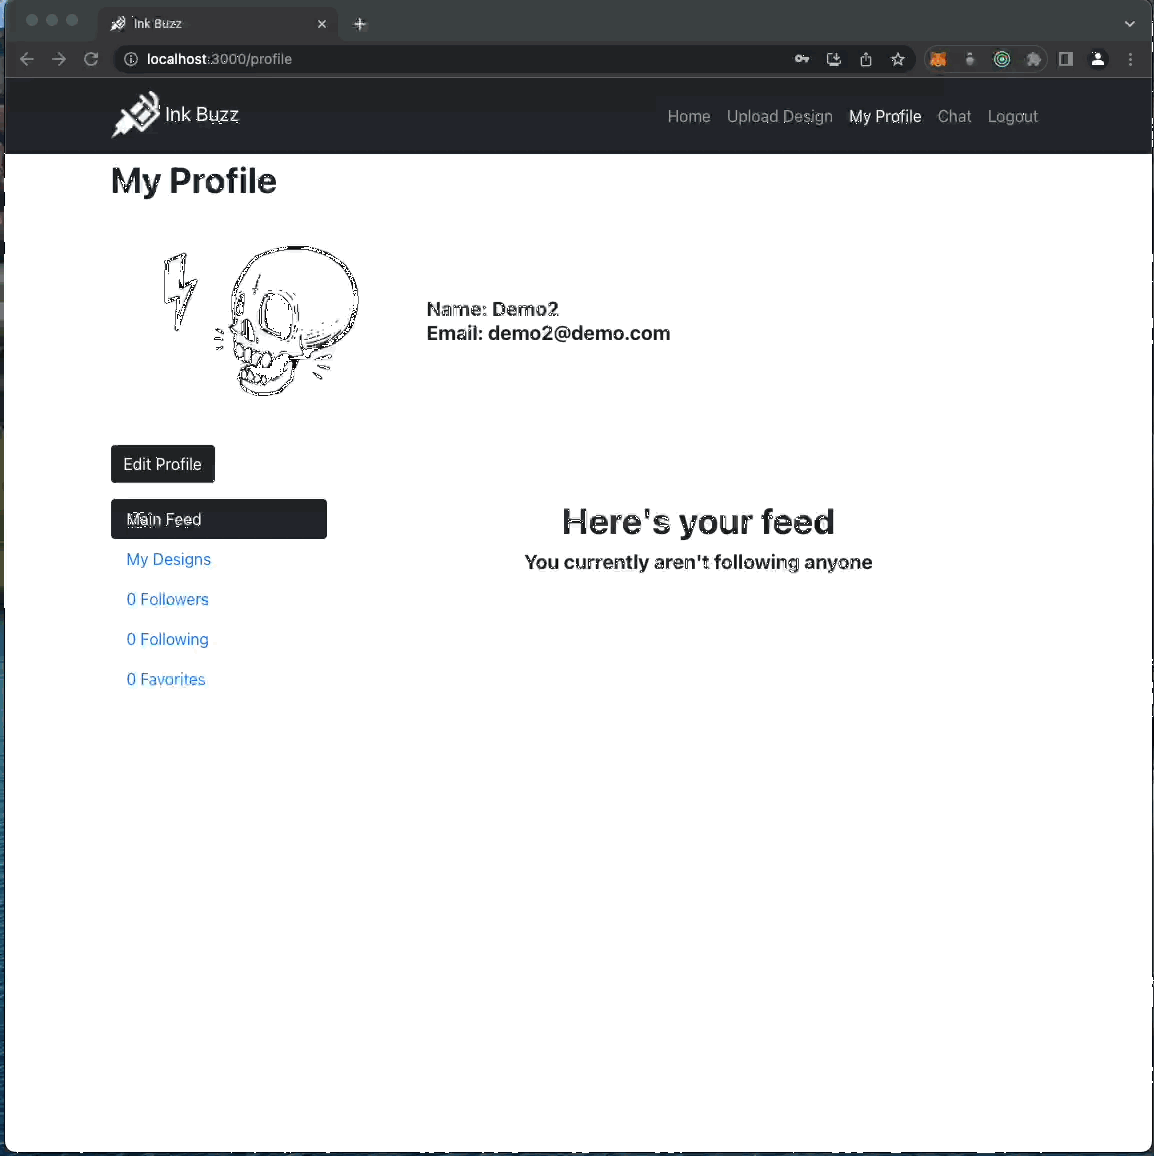 Ink Buzz
localhost:3000/profile
Ink Buzz
Home Upload Design My Profile Chat Logout
My Profile
Name: Demo2
Email: demo2@demo.com
Edit Profile
Main Feed
My Designs
0 Followers
0 Following
0 Favorites
Here's your feed
You currently aren't following anyone